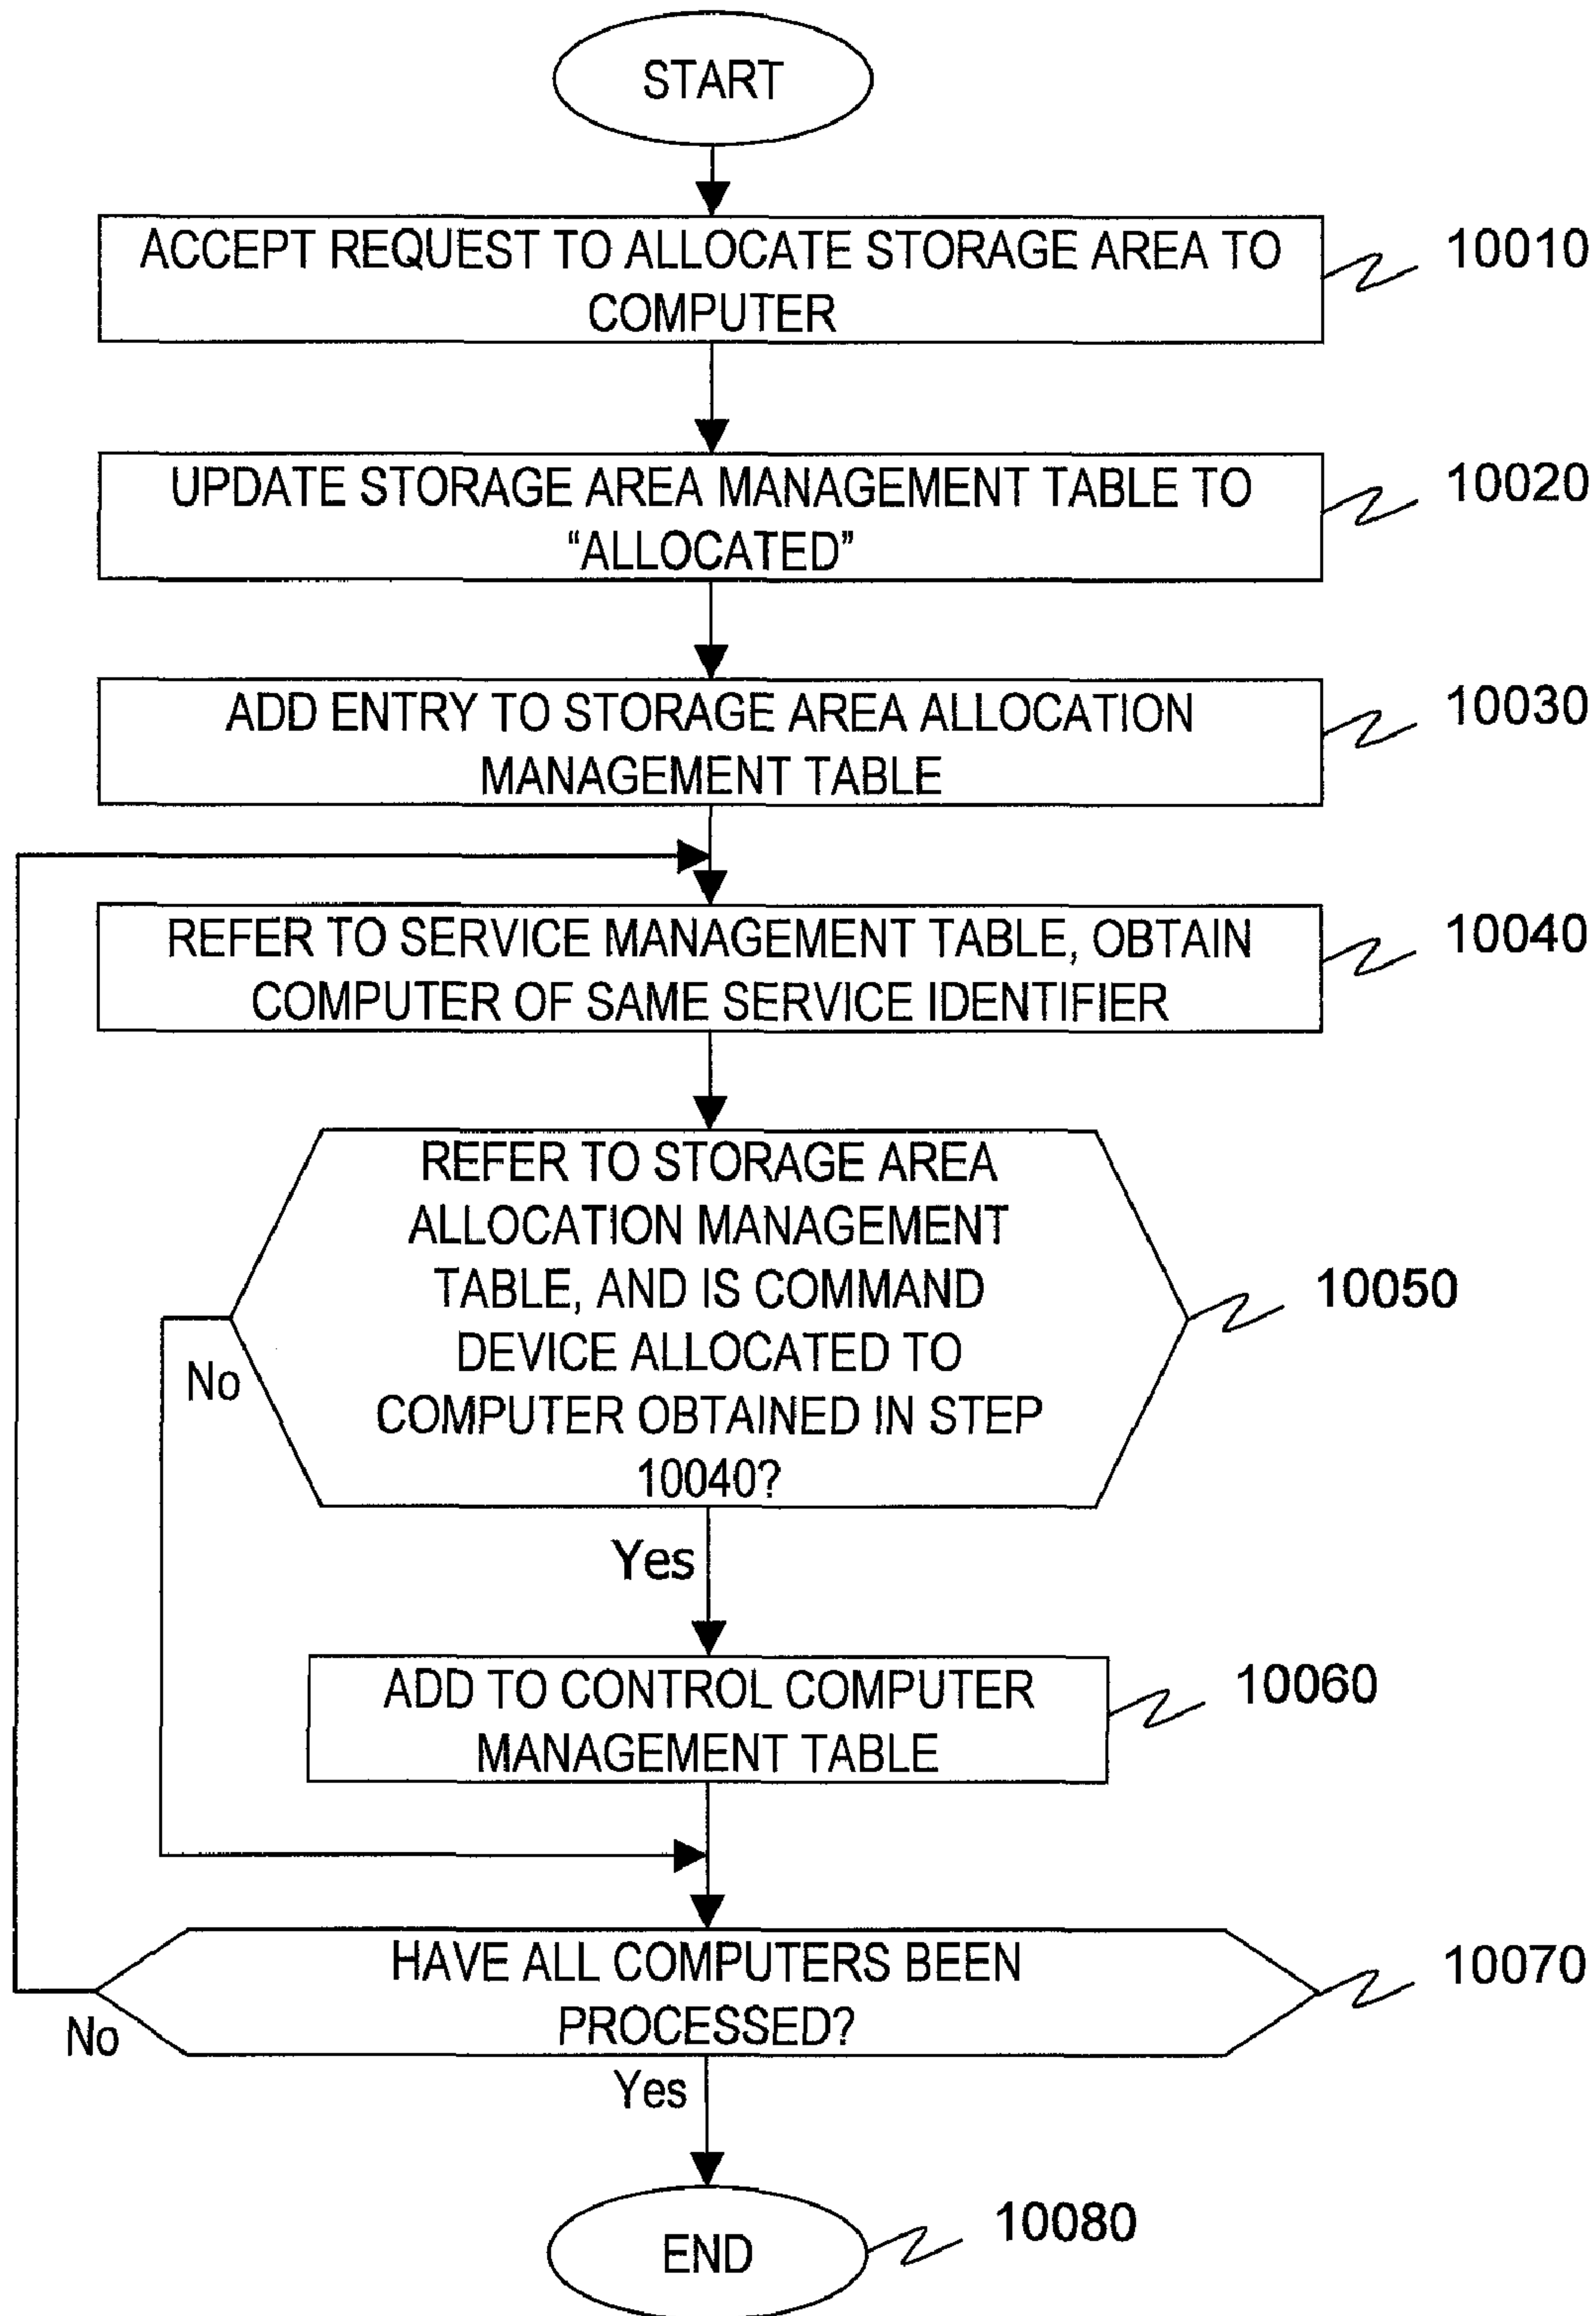 START
ACCEPT REQUEST TO ALLOCATE STORAGE AREA TO
COMPUTER
10010
UPDATE STORAGE AREA MANAGEMENT TABLE TO
“ALLOCATED”
10020
ADD ENTRY TO STORAGE AREA ALLOCATION
MANAGEMENT TABLE
10030
REFER TO SERVICE MANAGEMENT TABLE, OBTAIN
COMPUTER OF SAME SERVICE IDENTIFIER
10040
REFER TO STORAGE AREA
ALLOCATION MANAGEMENT
TABLE, AND IS COMMAND
DEVICE ALLOCATED TO
COMPUTER OBTAINED IN STEP
10040?
10050
No
Yes
ADD TO CONTROL COMPUTER
MANAGEMENT TABLE
10060
HAVE ALL COMPUTERS BEEN
PROCESSED?
10070
No
Yes
END
10080